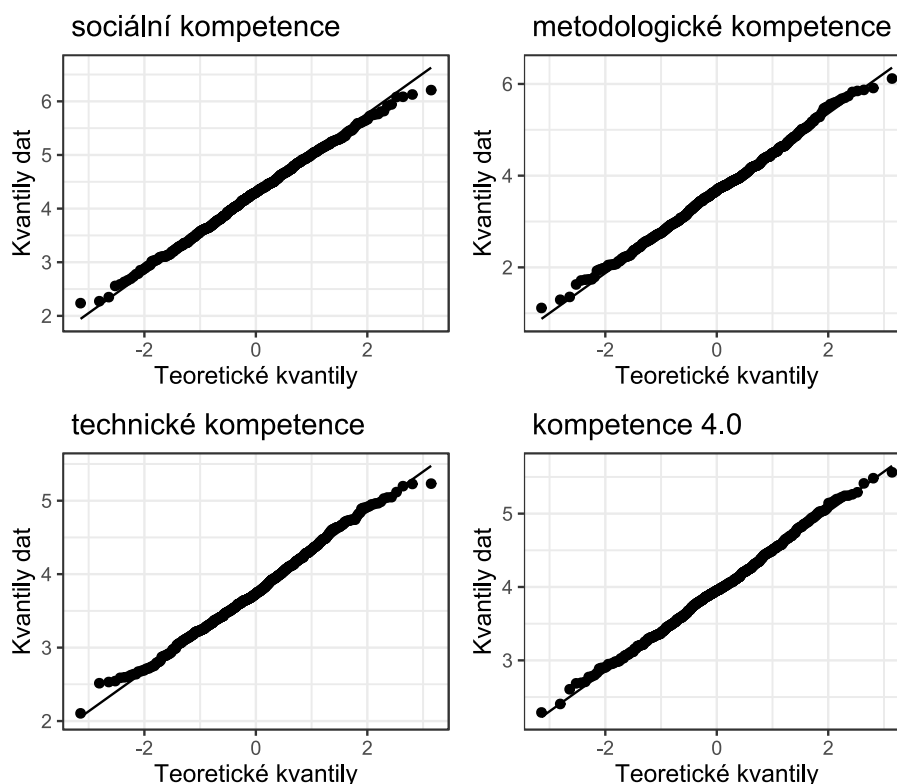 sociální kompetence
Kvantily dat
6
5
4
3
2
-2 0 2
Teoretické kvantily
metodologické kompetence
Kvantily dat
6
4
2
-2 0 2
Teoretické kvantily
technické kompetence
Kvantily dat
5
4
3
2
-2 0 2
Teoretické kvantily
kompetence 4.0
Kvantily dat
5
4
3
-2 0 2
Teoretické kvantily